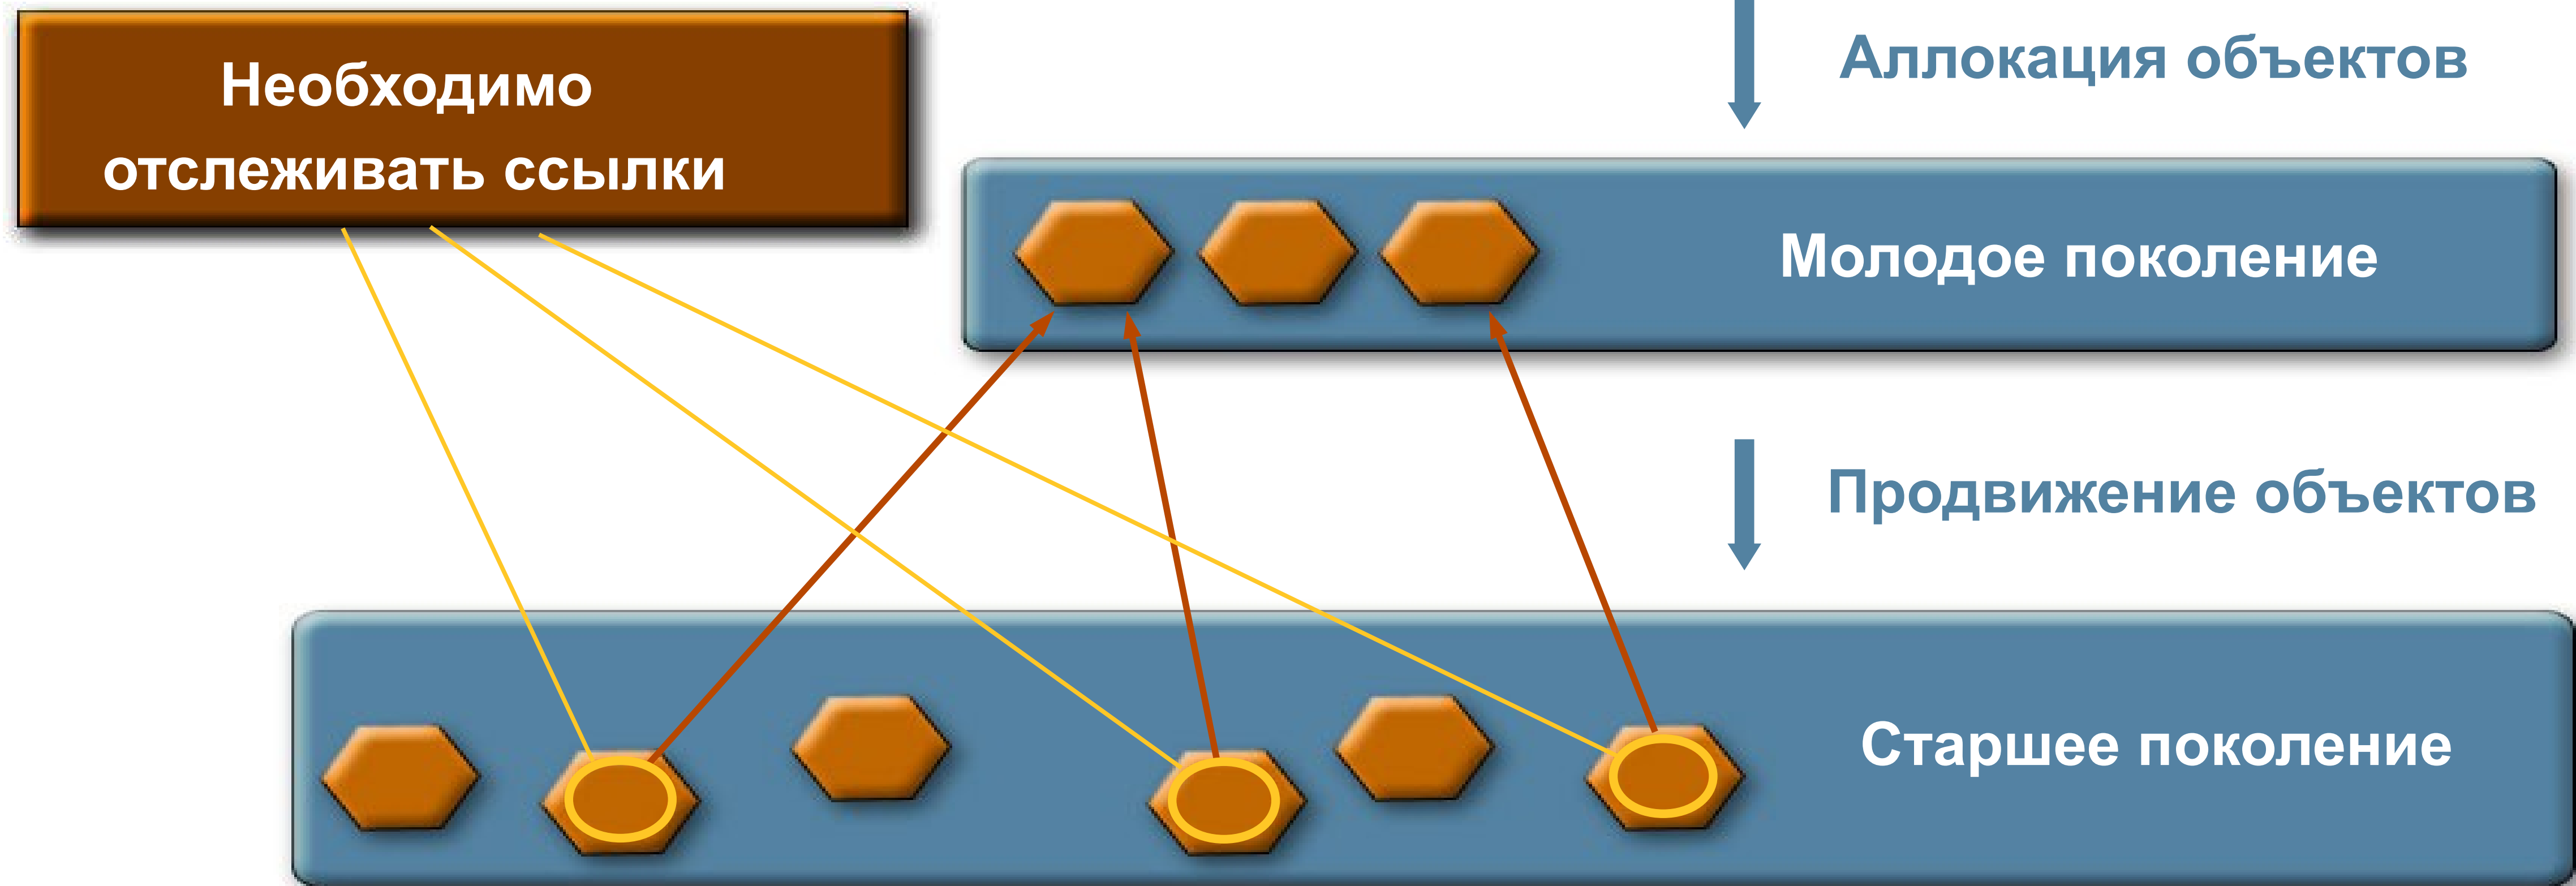 Необходимо
отслеживать ссылки
Аллокация объектов
Молодое поколение
Продвижение объектов
Старшее поколение